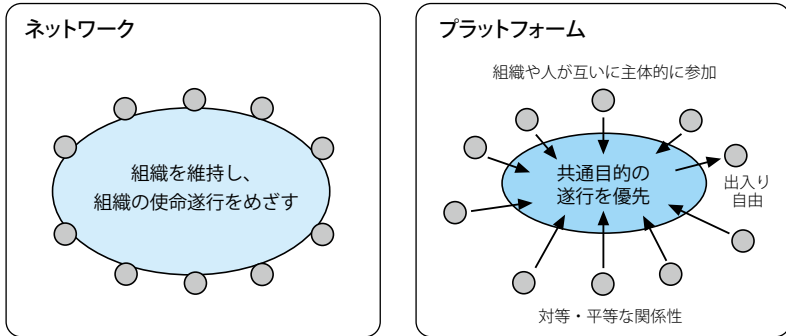 ネットワーク
組織を維持し、
組織の使命遂行をめざす
プラットフォーム
組織や人が互いに主体的に参加
共通目的の
遂行を優先
出入り
自由
対等・平等な関係性